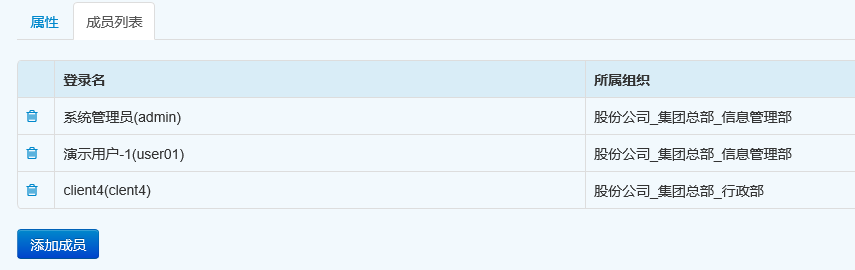 属性 成员列表
登录名 所属组织
系统管理员(admin) 股份公司_集团总部_信息管理部
演示用户-1(user01) 股份公司_集团总部_信息管理部
client4(clent4) 股份公司_集团总部_行政部
添加成员